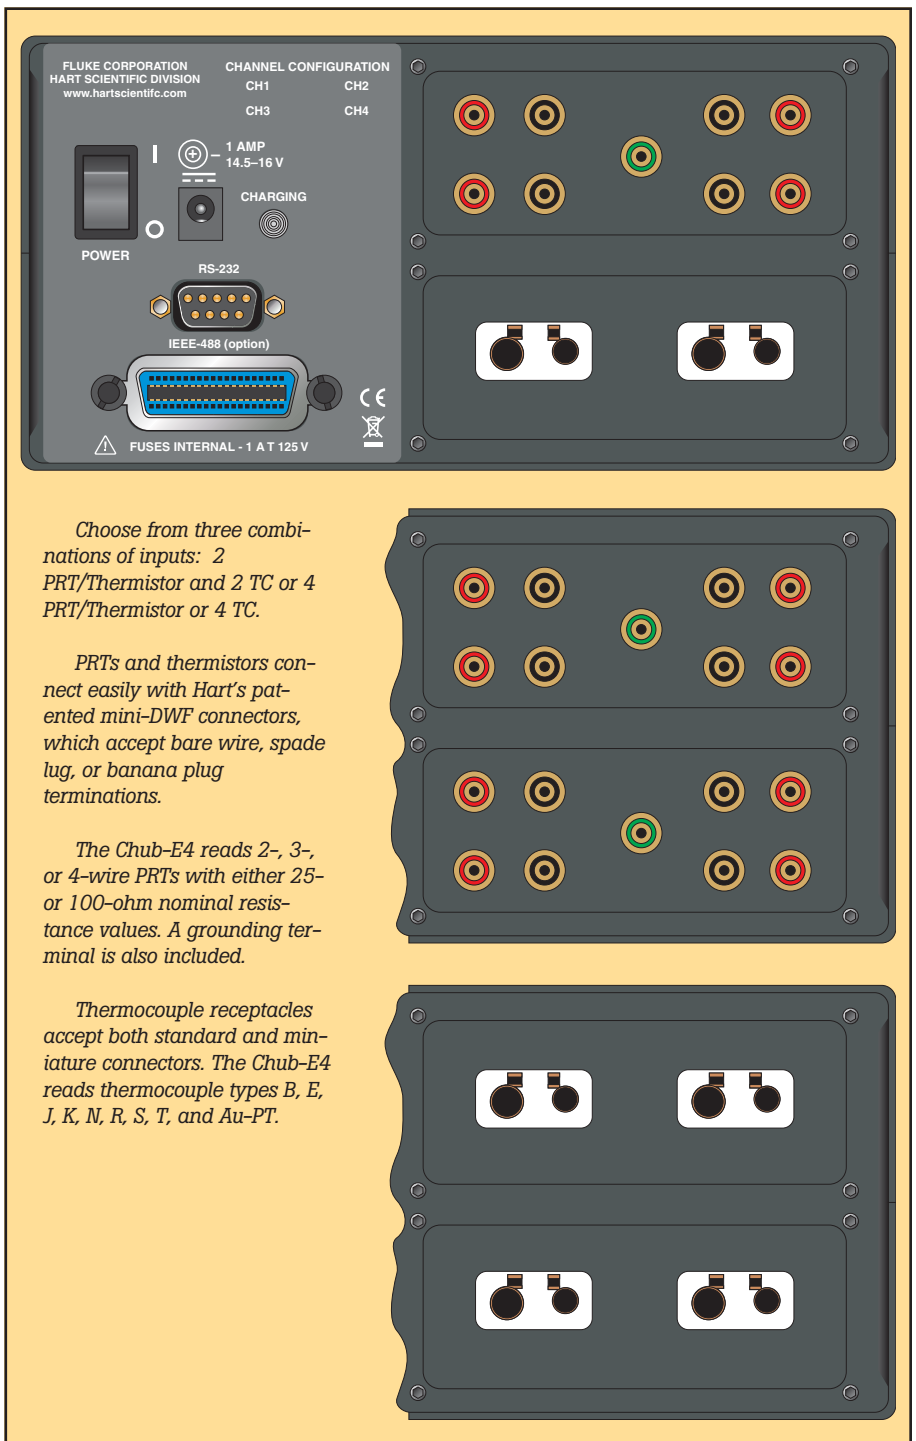 FLUKE CORPORATION
HART SCIENTIFIC DIVISION
www.hartscientifc.com
CHANNEL CONFIGURATION
CH1 CH2
CH3 CH4
1 AMP
14.5–16 V
CHARGING
POWER
RS-232
IEEE-488 (option)
CE
FUSES INTERNAL - 1 A T 125 V
Choose from three combi-
nations of inputs: 2
PRT/Thermistor and 2 TC or 4
PRT/Thermistor or 4 TC.
PRTs and thermistors con-
nect easily with Hart's pat-
ented mini-DWF connectors,
which accept bare wire, spade
lug, or banana plug
terminations.
The Chub-E4 reads 2-, 3-,
or 4-wire PRTs with either 25-
or 100-ohm nominal resis-
tance values. A grounding ter-
minal is also included.
Thermocouple receptacles
accept both standard and min-
iature connectors. The Chub-E4
reads thermocouple types B, E,
J, K, N, R, S, T, and Au-PT.